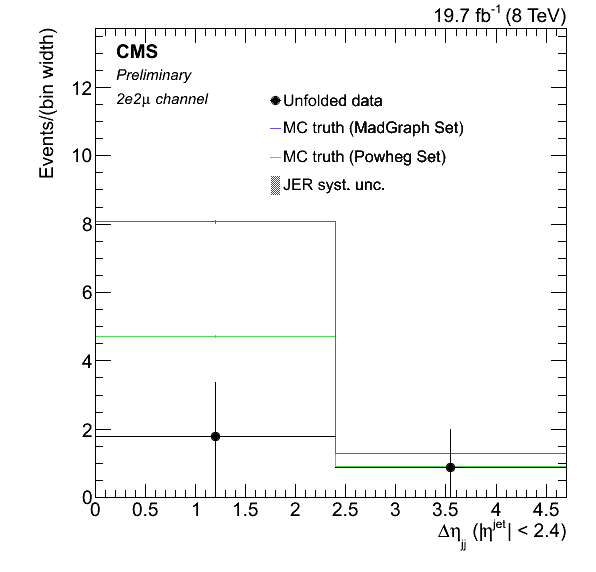 19.7 fb⁻¹ (8 TeV)
CMS
Preliminary
2e2μ channel
Unfolded data
MC truth (MadGraph Set)
MC truth (Powheg Set)
JER syst. unc.
Events/(bin width)
12
10
8
6
4
2
0
0 0.5 1 1.5 2 2.5 3 3.5 4 4.5
Δη_jj (|η^jet| < 2.4)